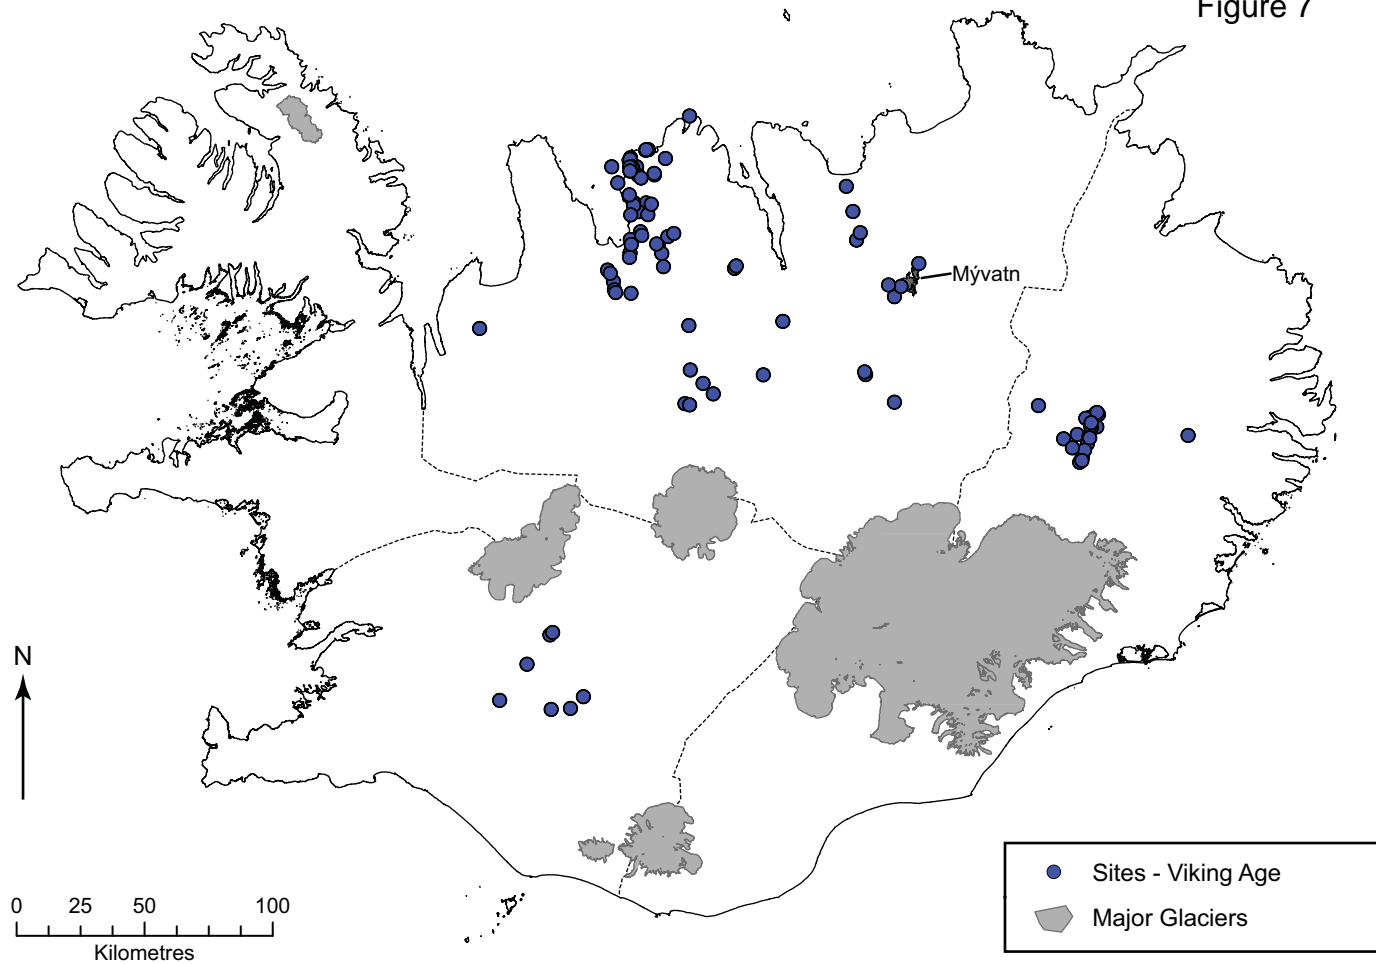 Figure 7
Mývatn
N
0 25 50 100
Kilometres
Sites - Viking Age
Major Glaciers